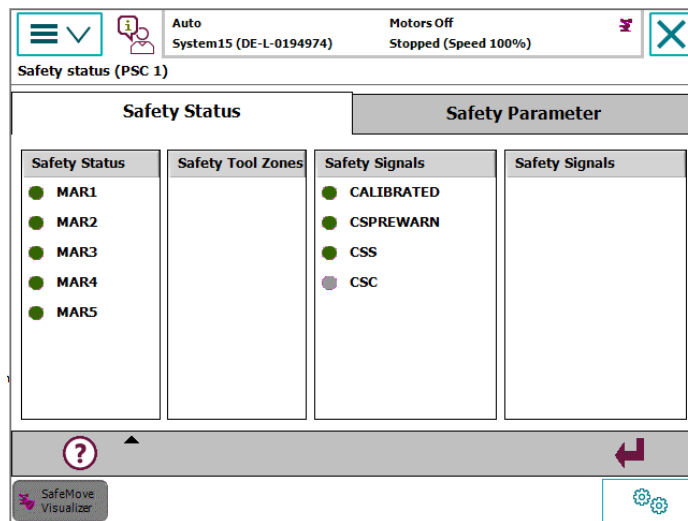 Auto
System15 (DE-L-0194974)
Motors Off
Stopped (Speed 100%)
Safety status (PSC 1)
Safety Status
Safety Parameter
Safety Status
MAR1
MAR2
MAR3
MAR4
MAR5
Safety Tool Zones
Safety Signals
CALIBRATED
CSPREWARN
CSS
CSC
Safety Signals
?
SafeMove
Visualizer